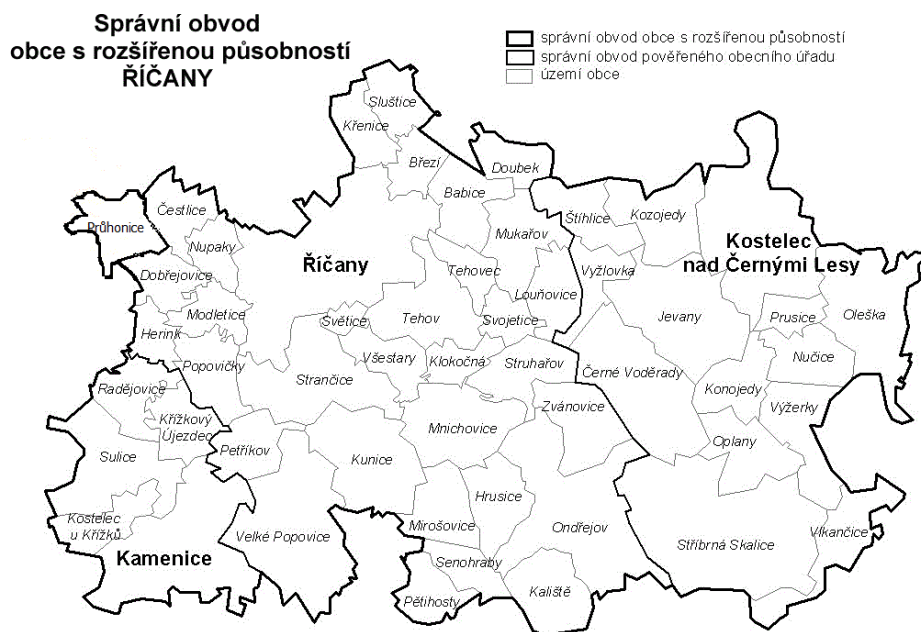 Správní obvod
obce s rozšířenou působností
ŘÍČANY
správní obvod obce s rozšířenou působností
správní obvod pověřeného obecního úřadu
území obce
Sluštice
Křenice
Březí
Doubek
Babice
Průhonice
Čestlice
Nupaky
Štíhlice
Kozojedy
Mukařov
Kostelec
nad Černými Lesy
Říčany
Dobřejovice
Tehovec
Vyžlovka
Louňovice
Modletice
Herink
Světice
Tehov
Svojetice
Jevany
Prusice
Oleška
Popovičky
Všestary
Klokočná
Struhařov
Nučice
Strančice
Černé Voděrady
Konojedy
Radějovice
Křížkový
Újezdec
Zvánovice
Výžerky
Mnichovice
Petříkov
Sulice
Kunice
Oplany
Hrusice
Kostelec
u Křížků
Mirošovice
Ondřejov
Velké Popovice
Stříbrná Skalice
Vlkančice
Kamenice
Senohraby
Pětihosty
Kaliště